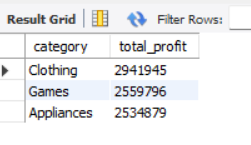 Result Grid Filter Rows:
category total_profit
Clothing 2941945
Games 2559796
Appliances 2534879